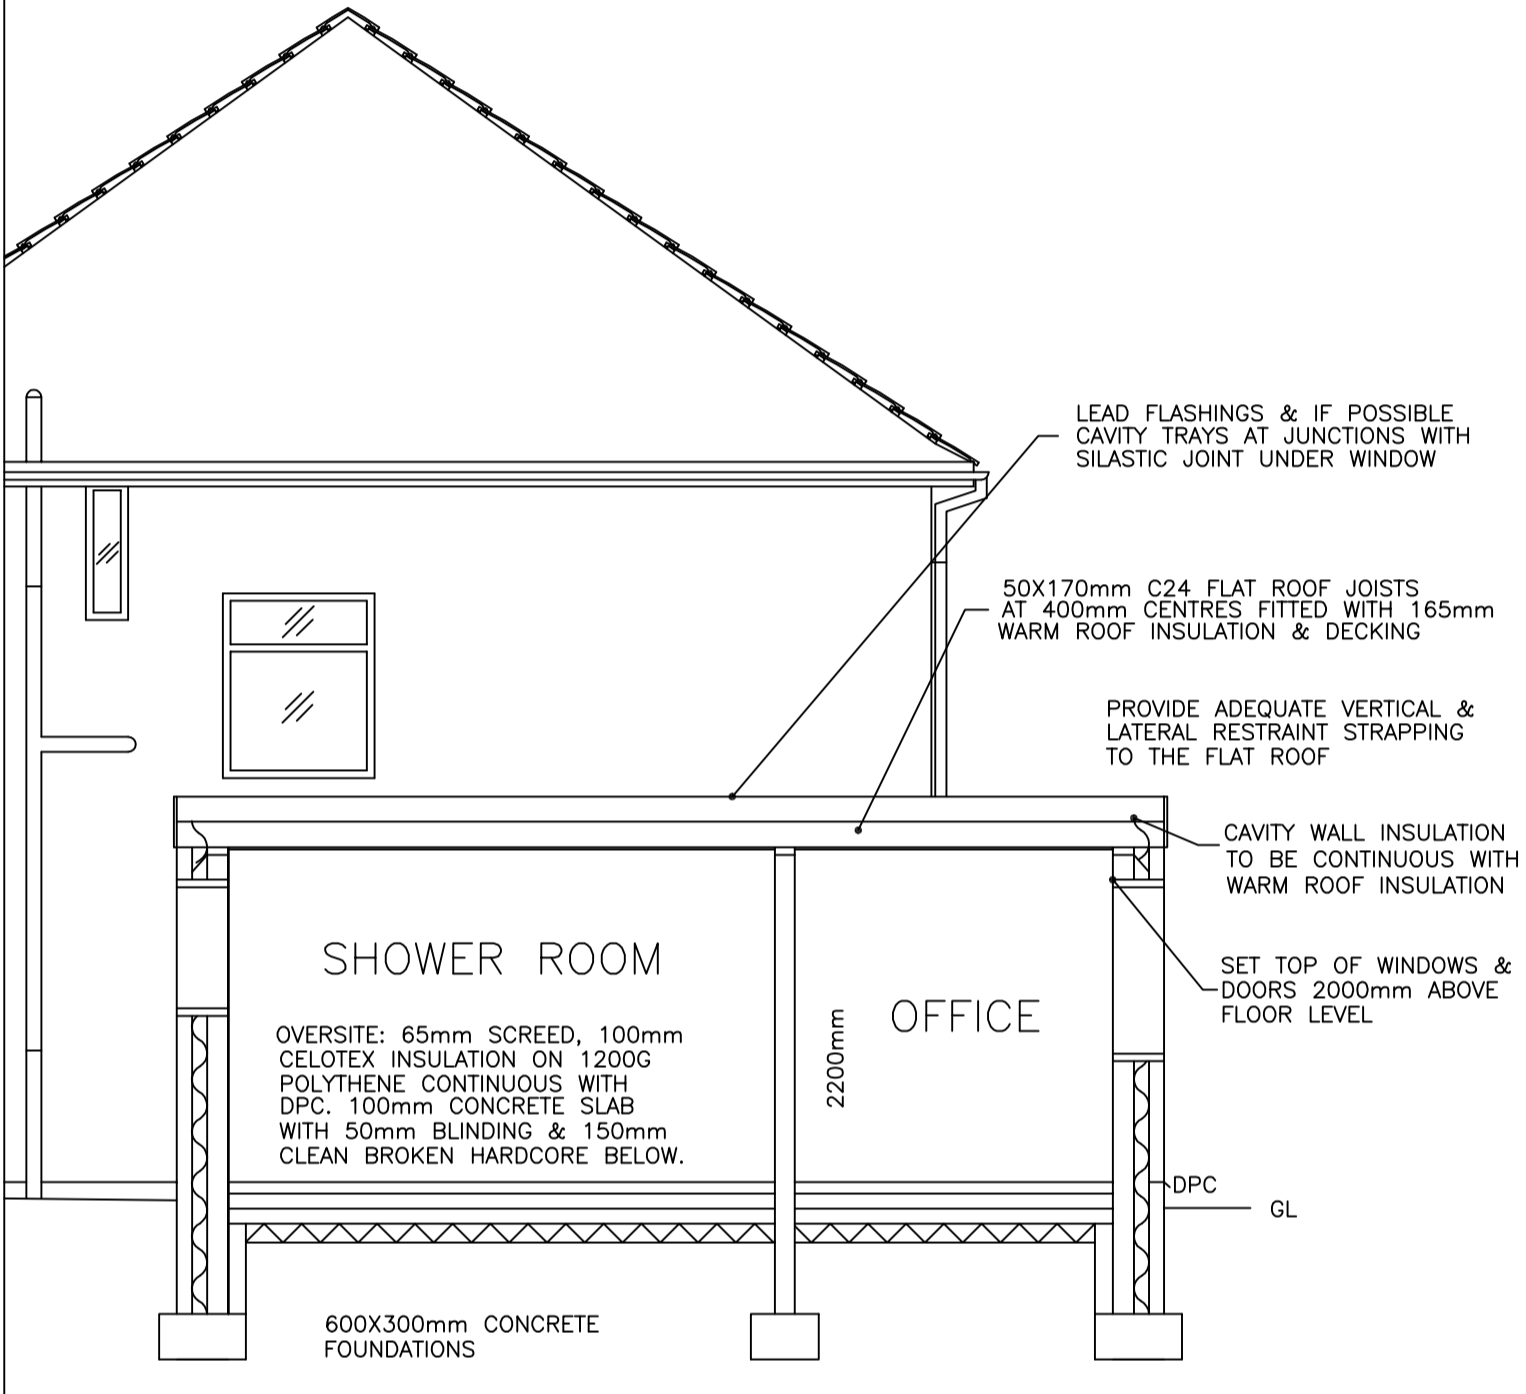 LEAD FLASHINGS & IF POSSIBLE
CAVITY TRAYS AT JUNCTIONS WITH
SILASTIC JOINT UNDER WINDOW
50X170mm C24 FLAT ROOF JOISTS
AT 400mm CENTRES FITTED WITH 165mm
WARM ROOF INSULATION & DECKING
PROVIDE ADEQUATE VERTICAL &
LATERAL RESTRAINT STRAPPING
TO THE FLAT ROOF
CAVITY WALL INSULATION
TO BE CONTINUOUS WITH
WARM ROOF INSULATION
SET TOP OF WINDOWS &
DOORS 2000mm ABOVE
FLOOR LEVEL
SHOWER ROOM
OFFICE
OVERSITE: 65mm SCREED, 100mm
CELOTEX INSULATION ON 1200G
POLYTHENE CONTINUOUS WITH
DPC. 100mm CONCRETE SLAB
WITH 50mm BLINDING & 150mm
CLEAN BROKEN HARDCORE BELOW.
2200mm
DPC
GL
600X300mm CONCRETE
FOUNDATIONS